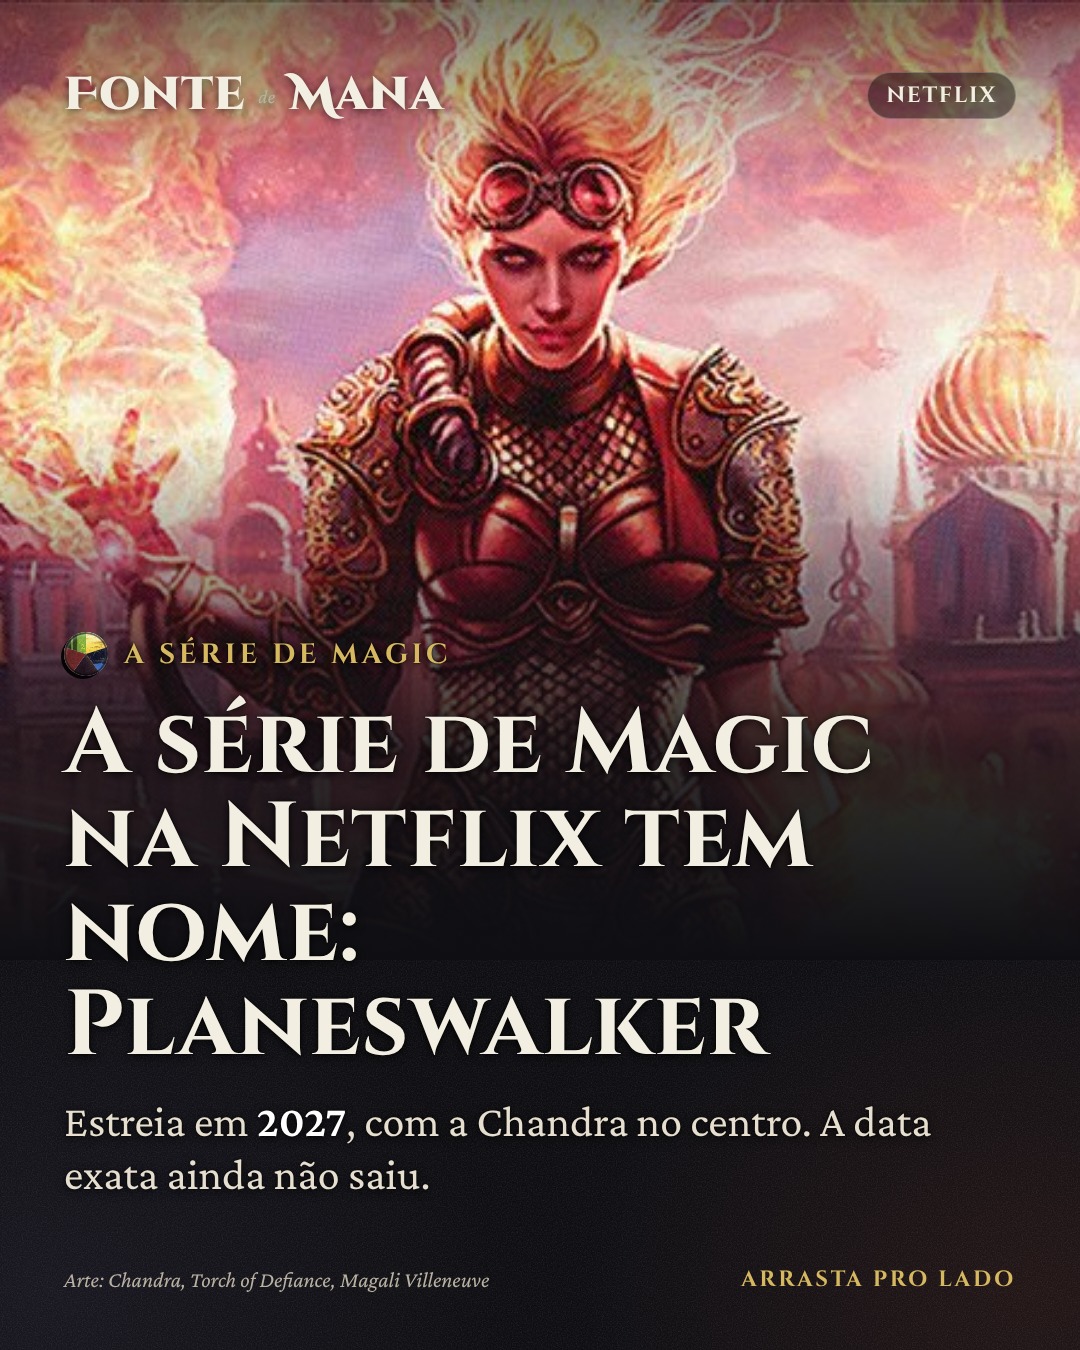 Fonte de Mana
NETFLIX
A SÉRIE DE MAGIC
A série de Magic
na Netflix tem
nome:
Planeswalker
Estreia em 2027, com a Chandra no centro. A data
exata ainda não saiu.
Arte: Chandra, Torch of Defiance, Magali Villeneuve
ARRASTA PRO LADO